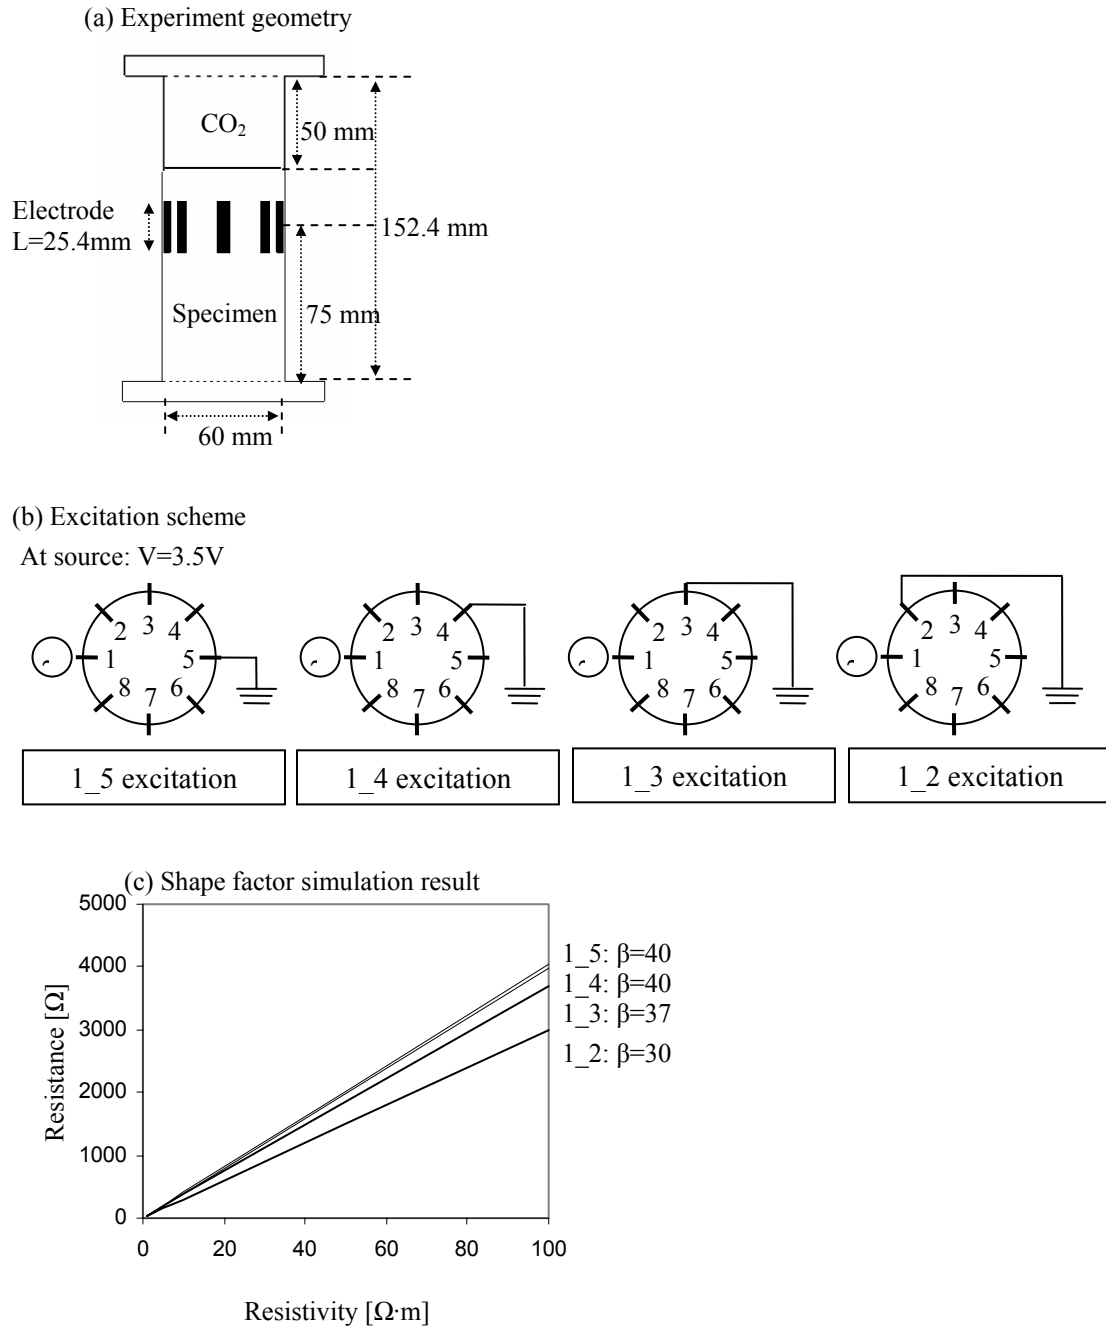 (a) Experiment geometry
CO₂
50 mm
Electrode
L=25.4mm
152.4 mm
Specimen
75 mm
60 mm
(b) Excitation scheme
At source: V=3.5V
1 2 3 4 5 6 7 8
1 2 3 4 5 6 7 8
1 2 3 4 5 6 7 8
1 2 3 4 5 6 7 8
1_5 excitation
1_4 excitation
1_3 excitation
1_2 excitation
(c) Shape factor simulation result
5000
4000
3000
2000
1000
0
Resistance [Ω]
1_5: β=40
1_4: β=40
1_3: β=37
1_2: β=30
0 20 40 60 80 100
Resistivity [Ω·m]